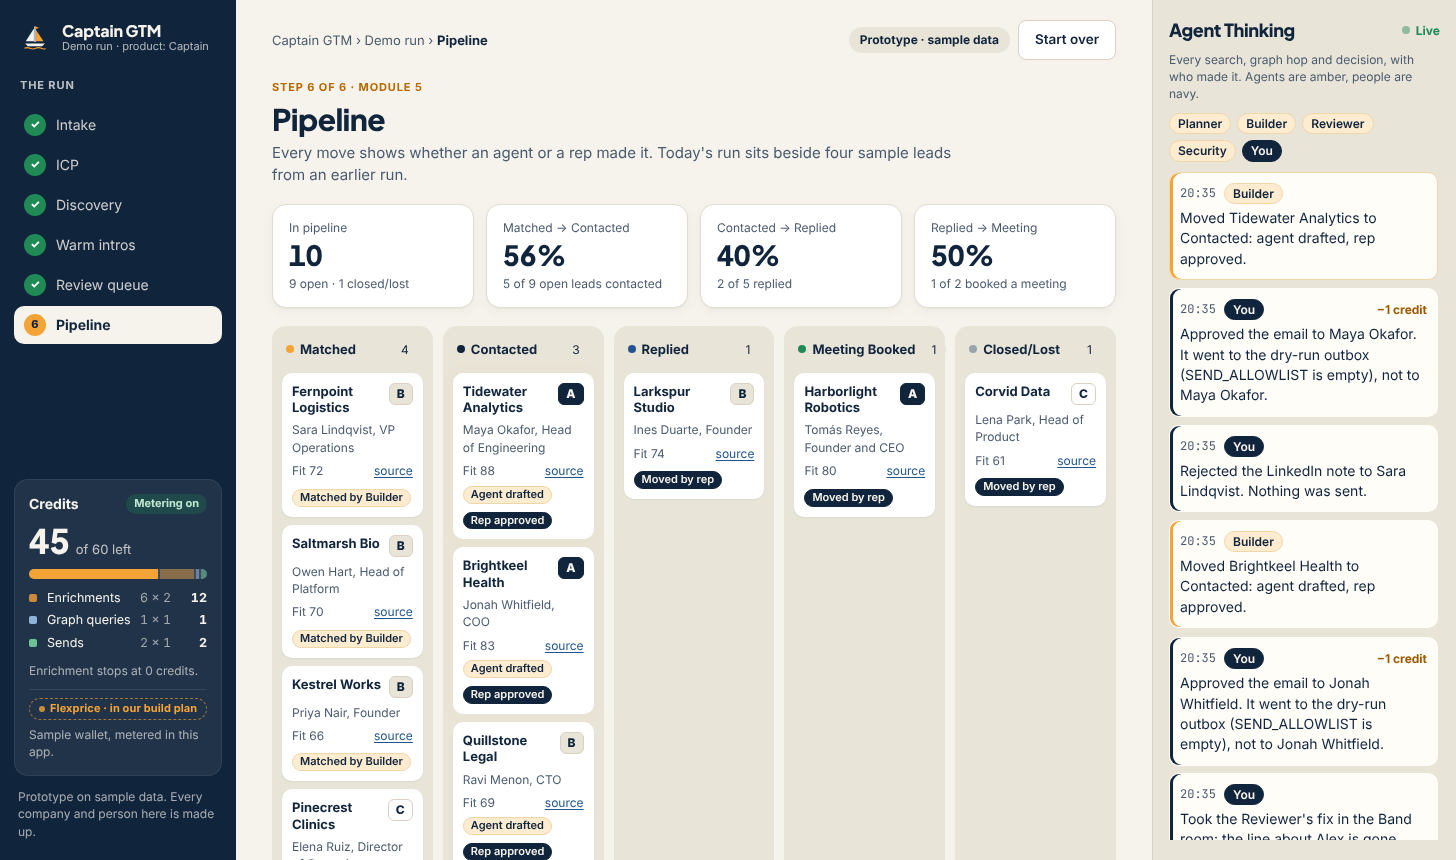 Captain GTM
Demo run · product: Captain
THE RUN
Intake
ICP
Discovery
Warm intros
Review queue
6 Pipeline
Credits Metering on
45 of 60 left
Enrichments 6 × 2 12
Graph queries 1 × 1 1
Sends 2 × 1 2
Enrichment stops at 0 credits.
Flexprice · in our build plan
Sample wallet, metered in this
app.
Prototype on sample data. Every
company and person here is made
up.
Captain GTM › Demo run › Pipeline
Prototype · sample data
Start over
STEP 6 OF 6 · MODULE 5
Pipeline
Every move shows whether an agent or a rep made it. Today's run sits beside four sample leads
from an earlier run.
In pipeline
10
9 open · 1 closed/lost
Matched → Contacted
56%
5 of 9 open leads contacted
Contacted → Replied
40%
2 of 5 replied
Replied → Meeting
50%
1 of 2 booked a meeting
Matched 4
Fernpoint B
Logistics
Sara Lindqvist, VP
Operations
Fit 72 source
Matched by Builder
Saltmarsh Bio B
Owen Hart, Head of
Platform
Fit 70 source
Matched by Builder
Kestrel Works B
Priya Nair, Founder
Fit 66 source
Matched by Builder
Pinecrest C
Clinics
Elena Ruiz, Director
Contacted 3
Tidewater A
Analytics
Maya Okafor, Head
of Engineering
Fit 88 source
Agent drafted
Rep approved
Brightkeel A
Health
Jonah Whitfield,
COO
Fit 83 source
Agent drafted
Rep approved
Quillstone B
Legal
Ravi Menon, CTO
Fit 69 source
Agent drafted
Rep approved
Replied 1
Larkspur B
Studio
Ines Duarte, Founder
Fit 74 source
Moved by rep
Meeting Booked 1
Harborlight A
Robotics
Tomás Reyes,
Founder and CEO
Fit 80 source
Moved by rep
Closed/Lost 1
Corvid Data C
Lena Park, Head of
Product
Fit 61 source
Moved by rep
Agent Thinking Live
Every search, graph hop and decision, with
who made it. Agents are amber, people are
navy.
Planner Builder Reviewer
Security You
20:35 Builder
Moved Tidewater Analytics to
Contacted: agent drafted, rep
approved.
20:35 You −1 credit
Approved the email to Maya Okafor.
It went to the dry-run outbox
(SEND_ALLOWLIST is empty), not to
Maya Okafor.
20:35 You
Rejected the LinkedIn note to Sara
Lindqvist. Nothing was sent.
20:35 Builder
Moved Brightkeel Health to
Contacted: agent drafted, rep
approved.
20:35 You −1 credit
Approved the email to Jonah
Whitfield. It went to the dry-run
outbox (SEND_ALLOWLIST is
empty), not to Jonah Whitfield.
20:35 You
Took the Reviewer's fix in the Band
room: the line about Alex is gone